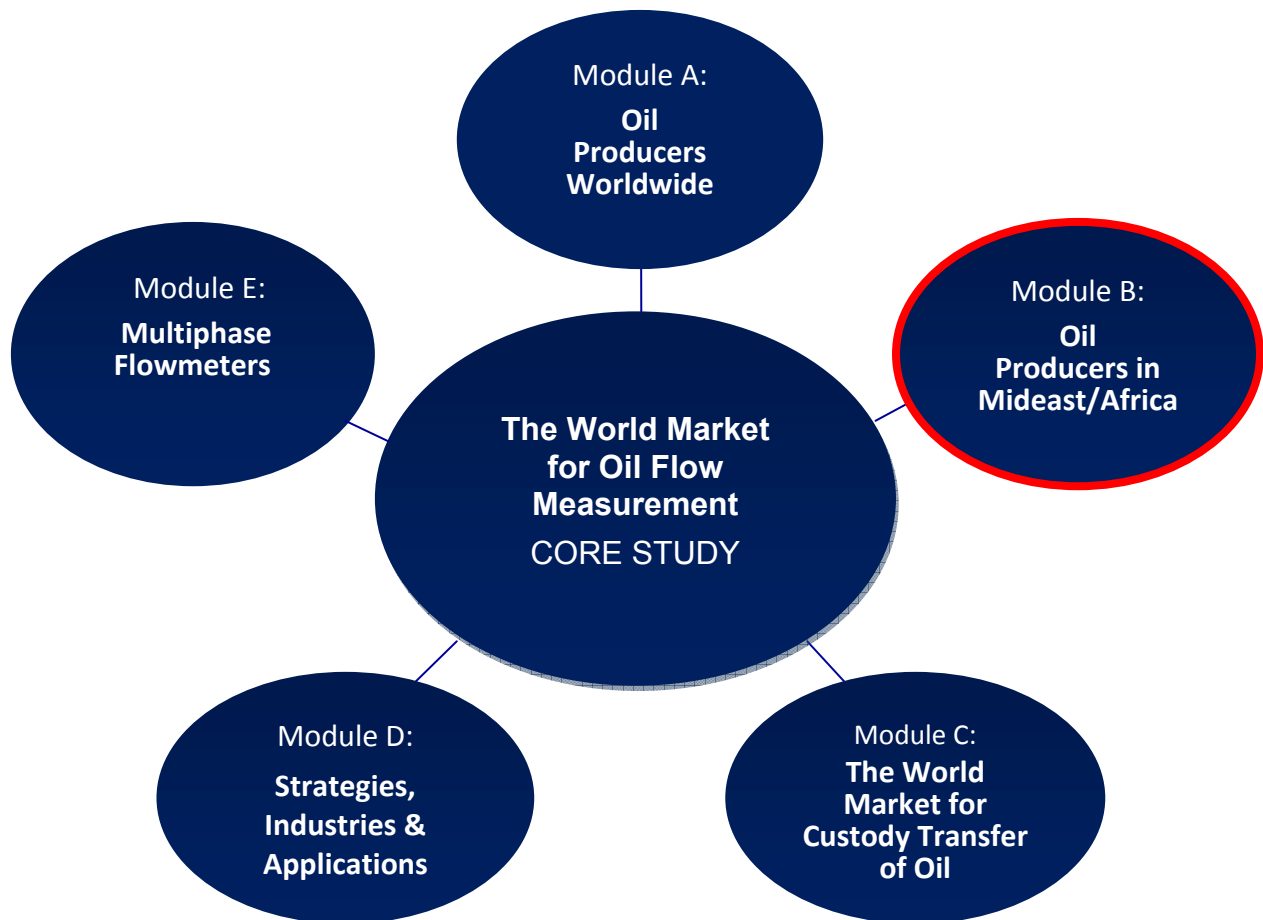 Module A:
Oil
Producers
Worldwide
Module B:
Oil
Producers in
Mideast/Africa
Module E:
Multiphase
Flowmeters
The World Market
for Oil Flow
Measurement
CORE STUDY
Module D:
Strategies,
Industries &
Applications
Module C:
The World
Market for
Custody Transfer
of Oil